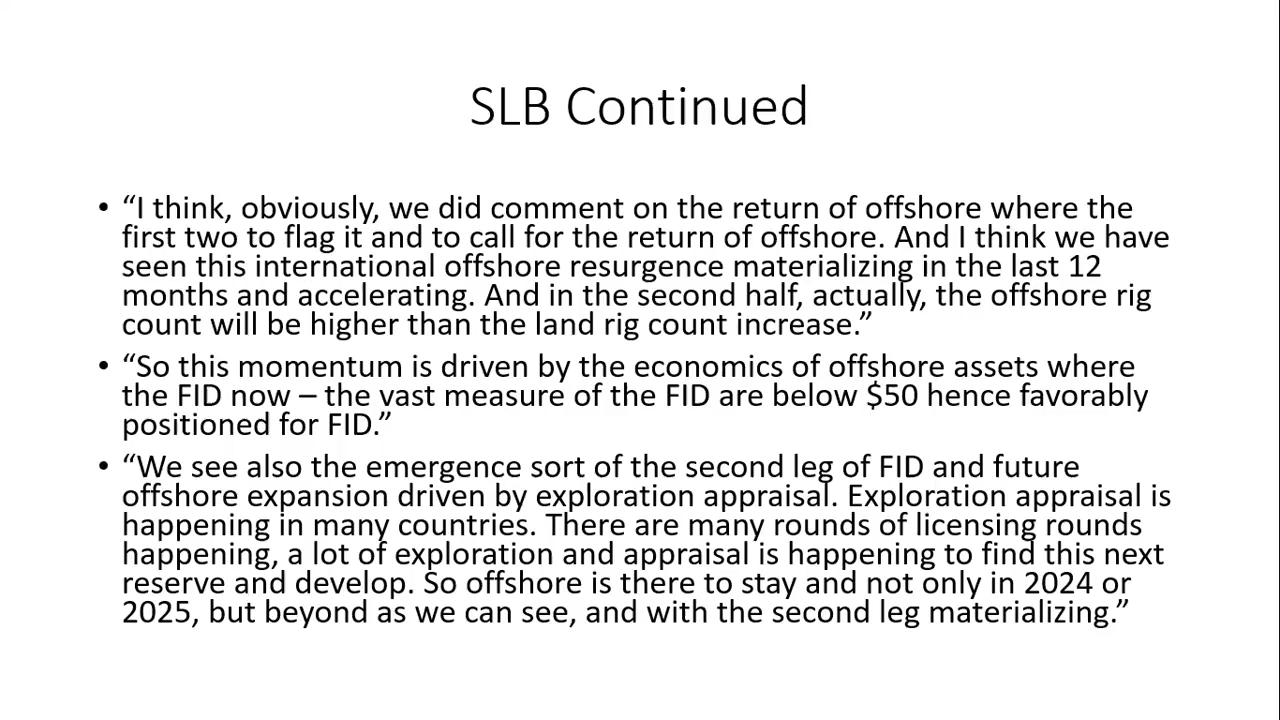 SLB Continued
• “I think, obviously, we did comment on the return of offshore where the
first two to flag it and to call for the return of offshore. And I think we have
seen this international offshore resurgence materializing in the last 12
months and accelerating. And in the second half, actually, the offshore rig
count will be higher than the land rig count increase.”
• “So this momentum is driven by the economics of offshore assets where
the FID now – the vast measure of the FID are below $50 hence favorably
positioned for FID.”
• “We see also the emergence sort of the second leg of FID and future
offshore expansion driven by exploration appraisal. Exploration appraisal is
happening in many countries. There are many rounds of licensing rounds
happening, a lot of exploration and appraisal is happening to find this next
reserve and develop. So offshore is there to stay and not only in 2024 or
2025, but beyond as we can see, and with the second leg materializing.”